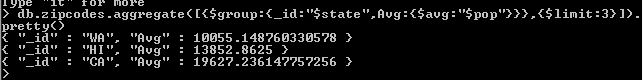 Type "it" for more
> db.zipcodes.aggregate([{$group:{_id:"$state",Avg:{$avg:"$pop"}}},{$limit:3}]).
pretty()
{ "_id" : "WA", "Avg" : 10055.148760330578 }
{ "_id" : "HI", "Avg" : 13852.8625 }
{ "_id" : "CA", "Avg" : 19627.236147757256 }
>